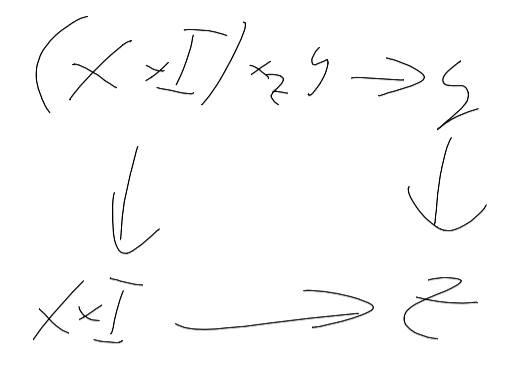 (X × I) ×_Z Y → Y
↓ ↓
X × I → Z